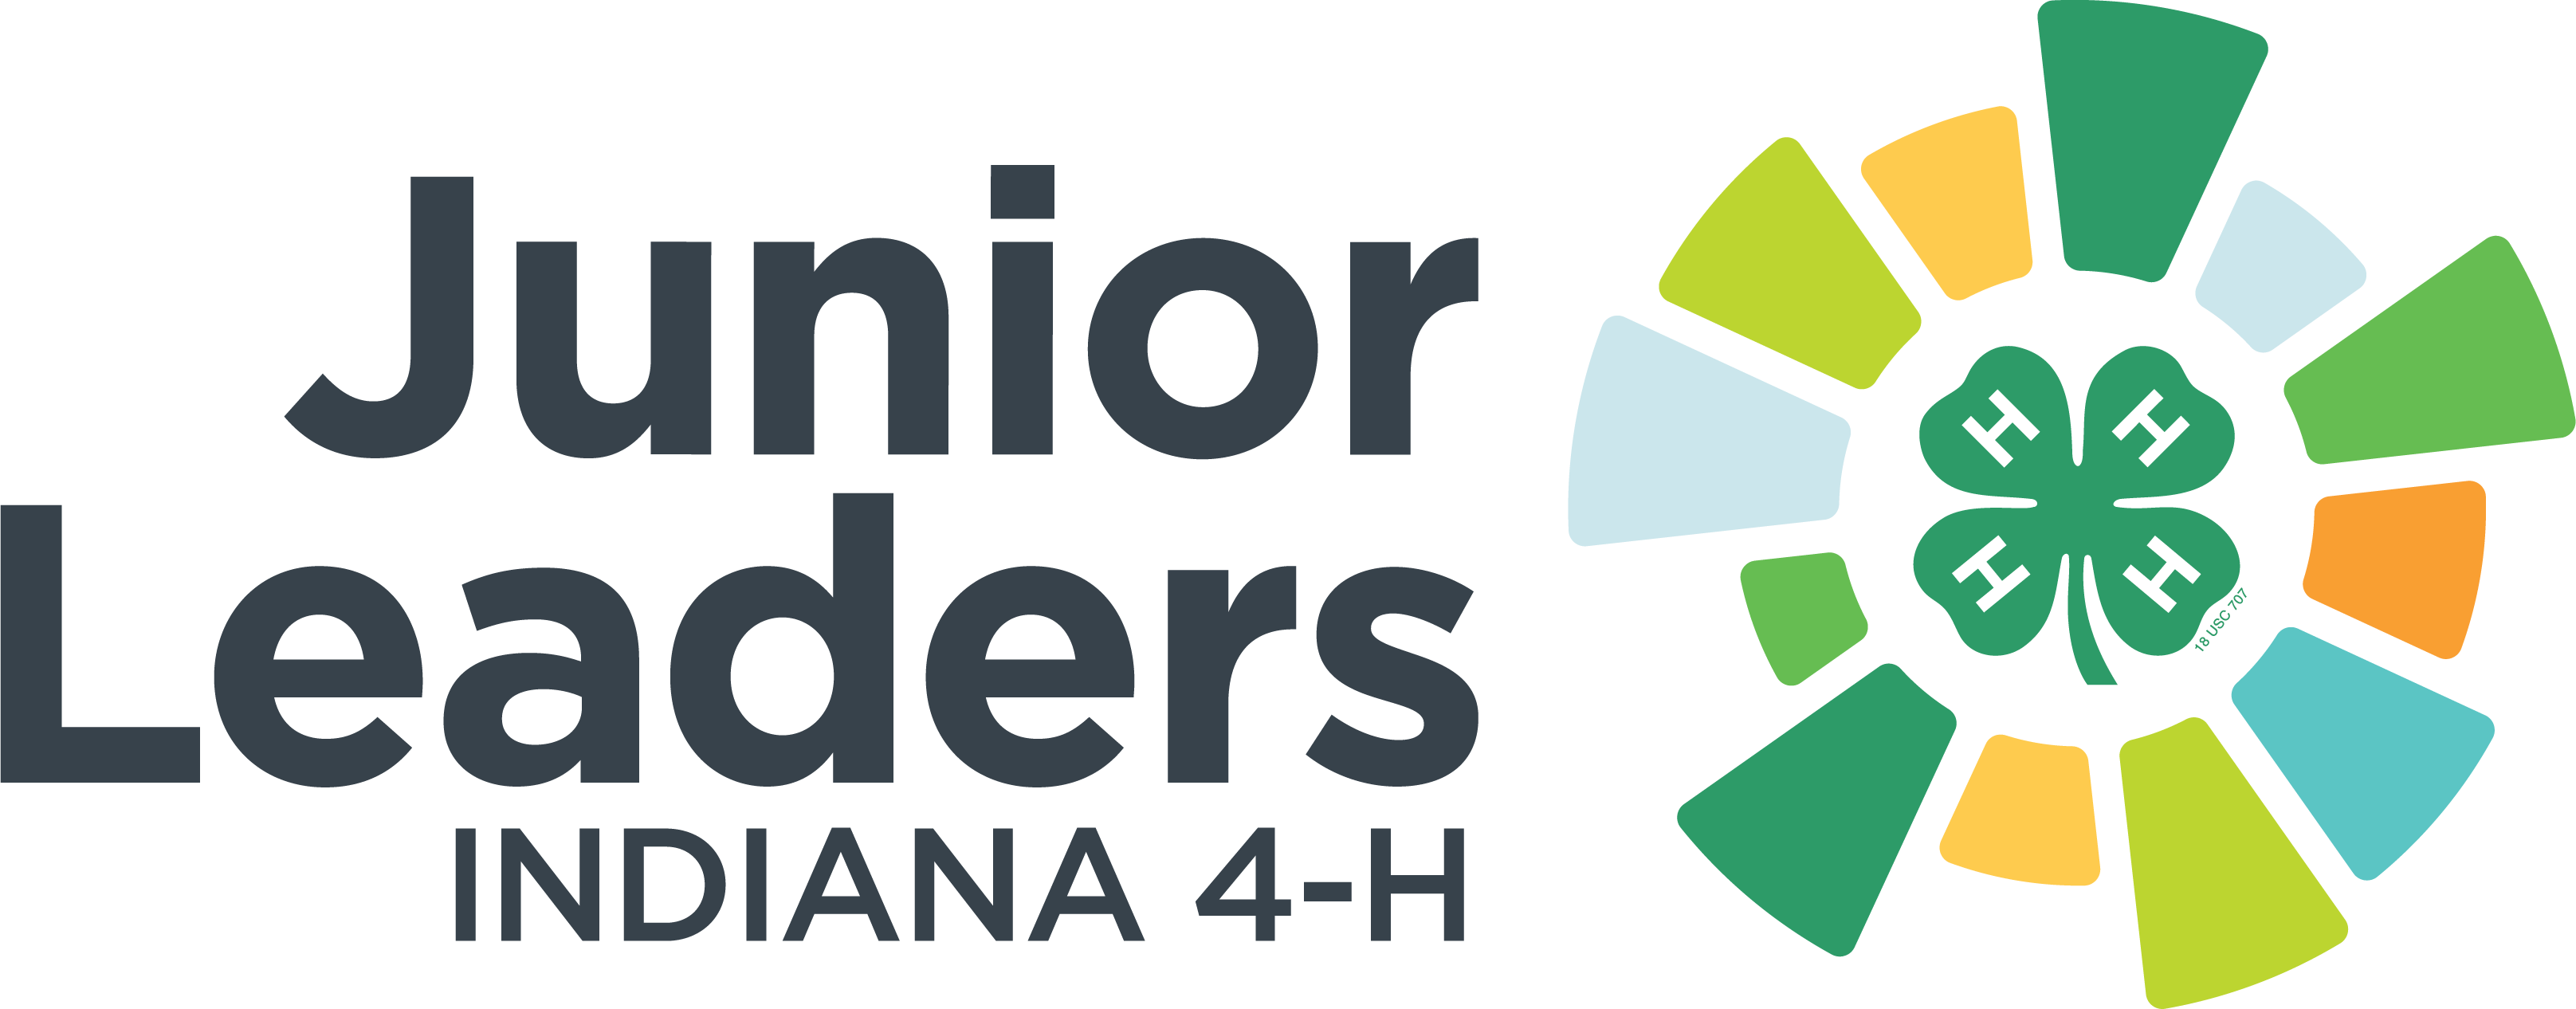 Junior
Leaders
INDIANA 4-H
H H
H H
18 USC 707